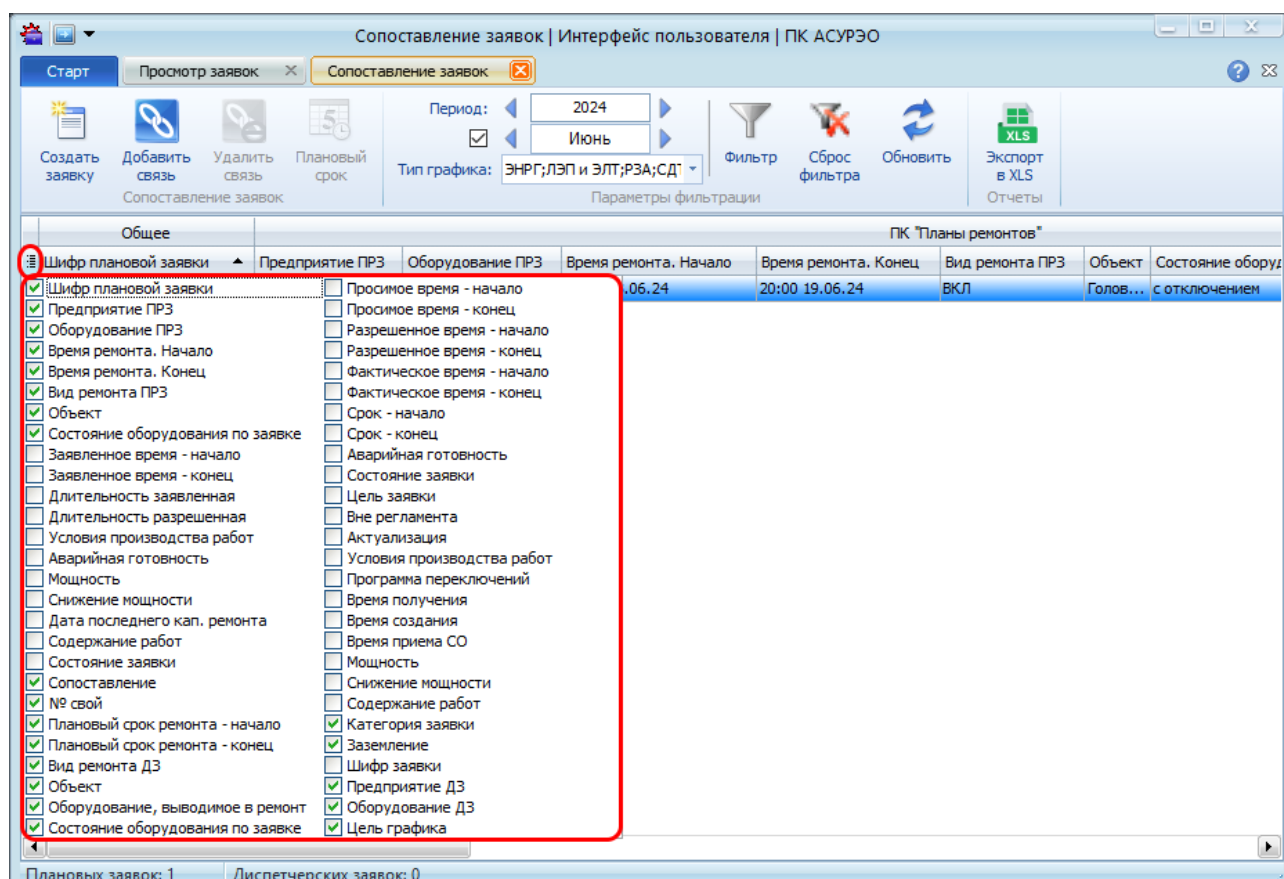 Сопоставление заявок | Интерфейс пользователя | ПК АСУРЭО
Старт
Просмотр заявок
Сопоставление заявок
Создать заявку
Добавить связь
Удалить связь
Плановый срок
Сопоставление заявок
Период:
2024
Июнь
Тип графика:
ЭНРГ;ЛЭП и ЭЛТ;РЗА;СДТ
Фильтр
Сброс фильтра
Обновить
Параметры фильтрации
XLS
Экспорт в XLS
Отчеты
Общее
ПК "Планы ремонтов"
Шифр плановой заявки
Предприятие ПРЗ
Оборудование ПРЗ
Время ремонта. Начало
Время ремонта. Конец
Вид ремонта ПРЗ
Объект
Состояние оборуд
.06.24
20:00 19.06.24
ВКЛ
Голов...
с отключением
Шифр плановой заявки
Предприятие ПРЗ
Оборудование ПРЗ
Время ремонта. Начало
Время ремонта. Конец
Вид ремонта ПРЗ
Объект
Состояние оборудования по заявке
Заявленное время - начало
Заявленное время - конец
Длительность заявленная
Длительность разрешенная
Условия производства работ
Аварийная готовность
Мощность
Снижение мощности
Дата последнего кап. ремонта
Содержание работ
Состояние заявки
Сопоставление
№ свой
Плановый срок ремонта - начало
Плановый срок ремонта - конец
Вид ремонта ДЗ
Объект
Оборудование, выводимое в ремонт
Состояние оборудования по заявке
Просимое время - начало
Просимое время - конец
Разрешенное время - начало
Разрешенное время - конец
Фактическое время - начало
Фактическое время - конец
Срок - начало
Срок - конец
Аварийная готовность
Состояние заявки
Цель заявки
Вне регламента
Актуализация
Условия производства работ
Программа переключений
Время получения
Время создания
Время приема СО
Мощность
Снижение мощности
Содержание работ
Категория заявки
Заземление
Шифр заявки
Предприятие ДЗ
Оборудование ДЗ
Цель графика
Плановых заявок: 1
Диспетчерских заявок: 0